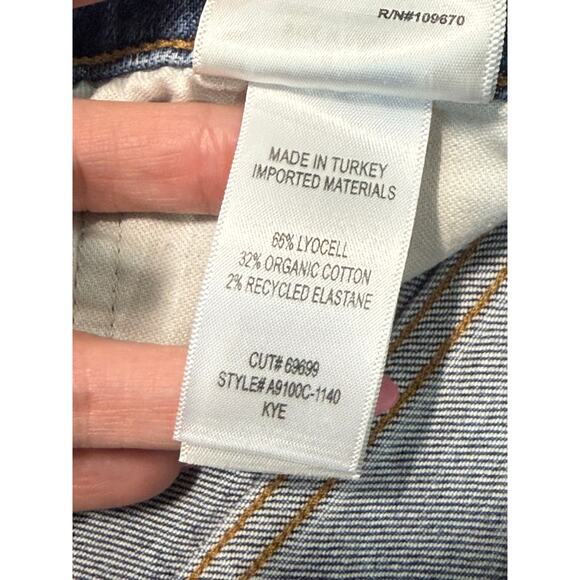 R/N#109670
MADE IN TURKEY
IMPORTED MATERIALS
66% LYOCELL
32% ORGANIC COTTON
2% RECYCLED ELASTANE
CUT# 69699
STYLE# A9100C-1140
KYE